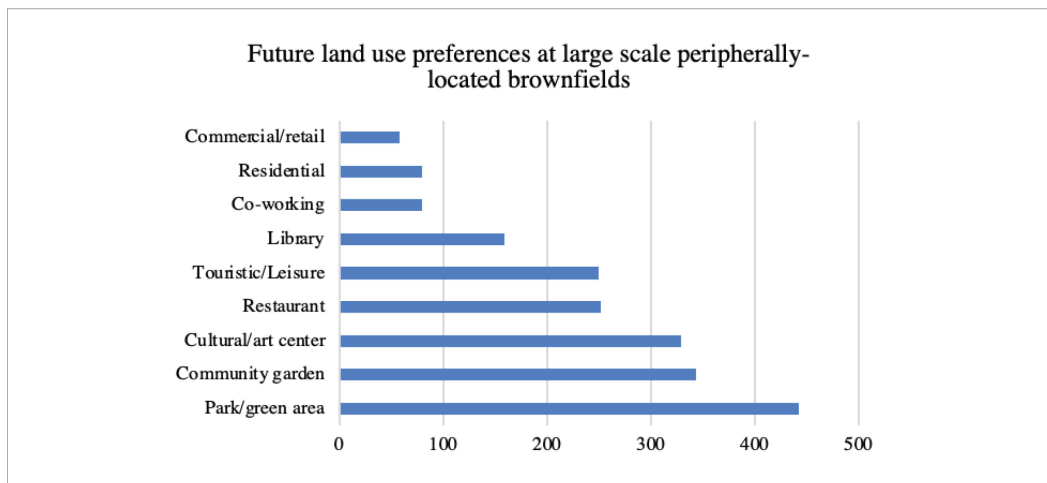 Future land use preferences at large scale peripherally-
located brownfields
Commercial/retail
Residential
Co-working
Library
Touristic/Leisure
Restaurant
Cultural/art center
Community garden
Park/green area
0 100 200 300 400 500